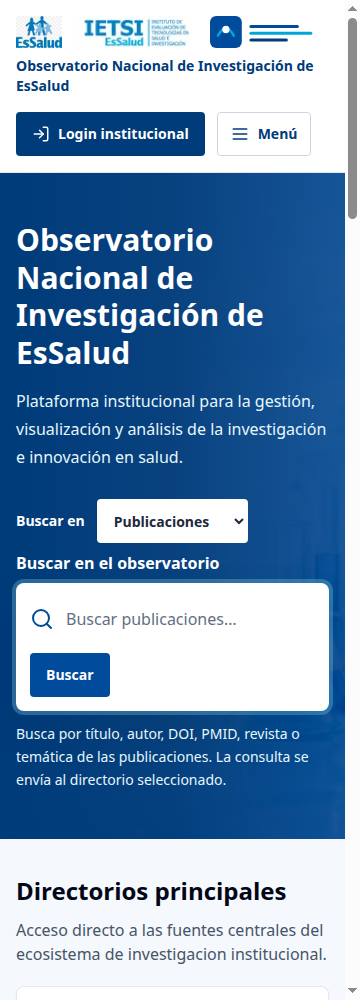 EsSalud
IETSI
EsSalud
INSTITUTO DE
EVALUACIÓN DE
TECNOLOGÍAS EN
SALUD E
INVESTIGACIÓN
Observatorio Nacional de Investigación de
EsSalud
Login institucional
Menú
Observatorio
Nacional de
Investigación de
EsSalud
Plataforma institucional para la gestión,
visualización y análisis de la investigación
e innovación en salud.
Buscar en
Publicaciones
Buscar en el observatorio
Buscar publicaciones...
Buscar
Busca por título, autor, DOI, PMID, revista o
temática de las publicaciones. La consulta se
envía al directorio seleccionado.
Directorios principales
Acceso directo a las fuentes centrales del
ecosistema de investigacion institucional.